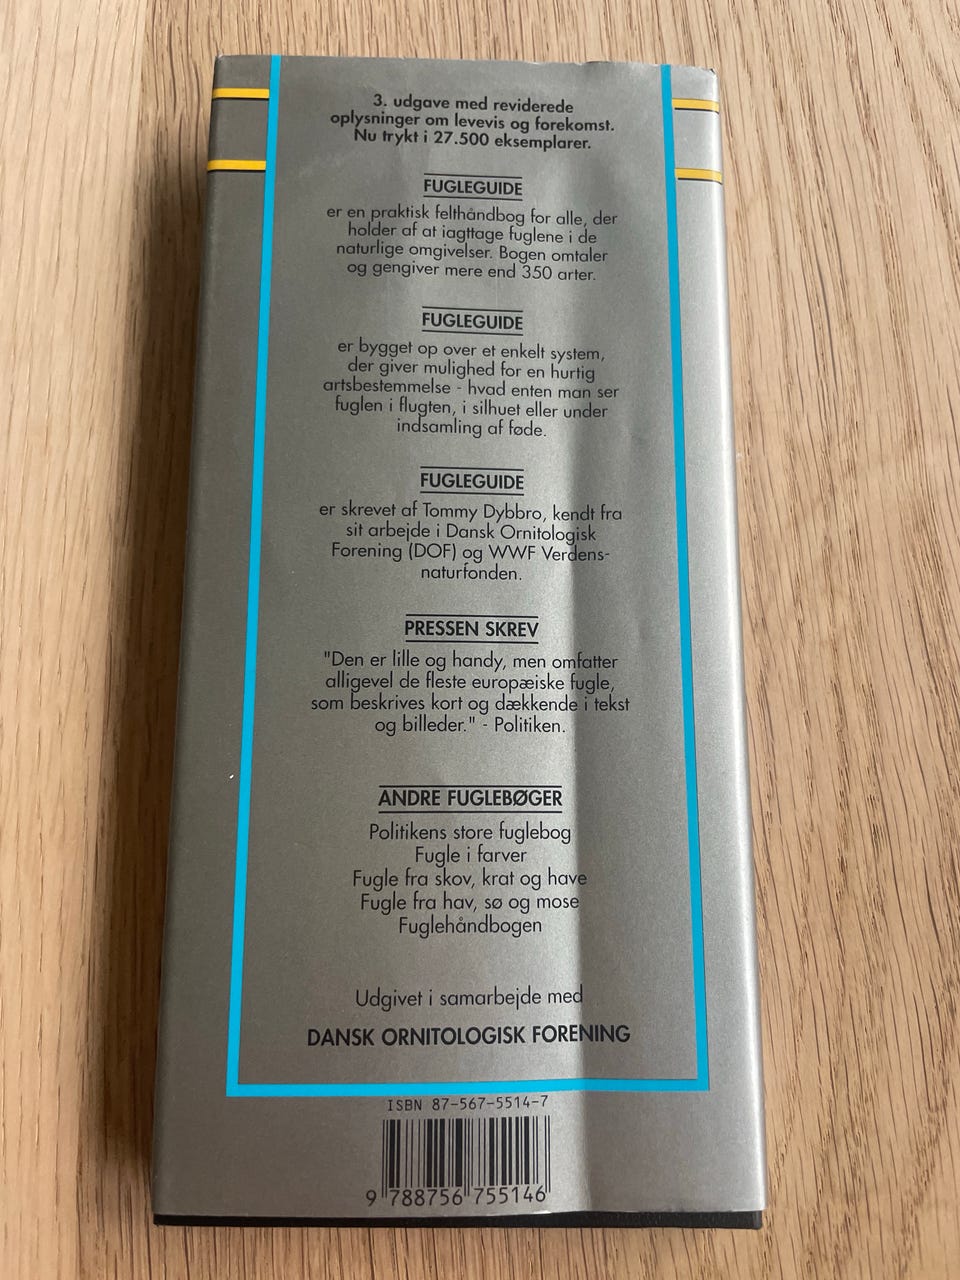 3. udgave med reviderede
oplysninger om levevis og forekomst.
Nu trykt i 27.500 eksemplarer.
FUGLEGUIDE
er en praktisk felthåndbog for alle, der
holder af at iagttage fuglene i de
naturlige omgivelser. Bogen omtaler
og gengiver mere end 350 arter.
FUGLEGUIDE
er bygget op over et enkelt system,
der giver mulighed for en hurtig
artsbestemmelse - hvad enten man ser
fuglen i flugten, i silhuet eller under
indsamling af føde.
FUGLEGUIDE
er skrevet af Tommy Dybbro, kendt fra
sit arbejde i Dansk Ornitologisk
Forening (DOF) og WWF Verdens-
naturfonden.
PRESSEN SKREV
"Den er lille og handy, men omfatter
alligevel de fleste europæiske fugle,
som beskrives kort og dækkende i tekst
og billeder." - Politiken.
ANDRE FUGLEBØGER
Politikens store fuglebog
Fugle i farver
Fugle fra skov, krat og have
Fugle fra hav, sø og mose
Fuglehåndbogen
Udgivet i samarbejde med
DANSK ORNITOLOGISK FORENING
ISBN 87-567-5514-7
9 788756 755146